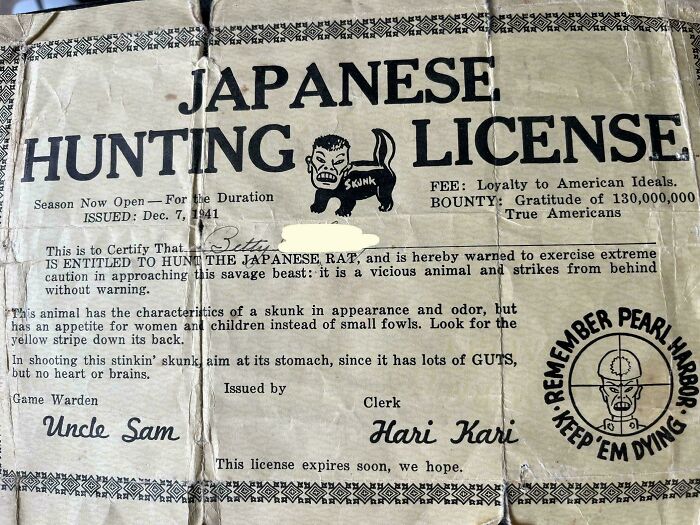 JAPANESE
HUNTING LICENSE
SKUNK
Season Now Open — For the Duration
ISSUED: Dec. 7, 1941
FEE: Loyalty to American Ideals.
BOUNTY: Gratitude of 130,000,000
True Americans
This is to Certify That Betty
IS ENTITLED TO HUNT THE JAPANESE RAT, and is hereby warned to exercise extreme
caution in approaching this savage beast: it is a vicious animal and strikes from behind
without warning.
This animal has the characteristics of a skunk in appearance and odor, but
has an appetite for women and children instead of small fowls. Look for the
yellow stripe down its back.
In shooting this stinkin' skunk, aim at its stomach, since it has lots of GUTS,
but no heart or brains.
Issued by
Game Warden
Clerk
Uncle Sam
Hari Kari
This license expires soon, we hope.
REMEMBER PEARL HARBOR
KEEP 'EM DYING